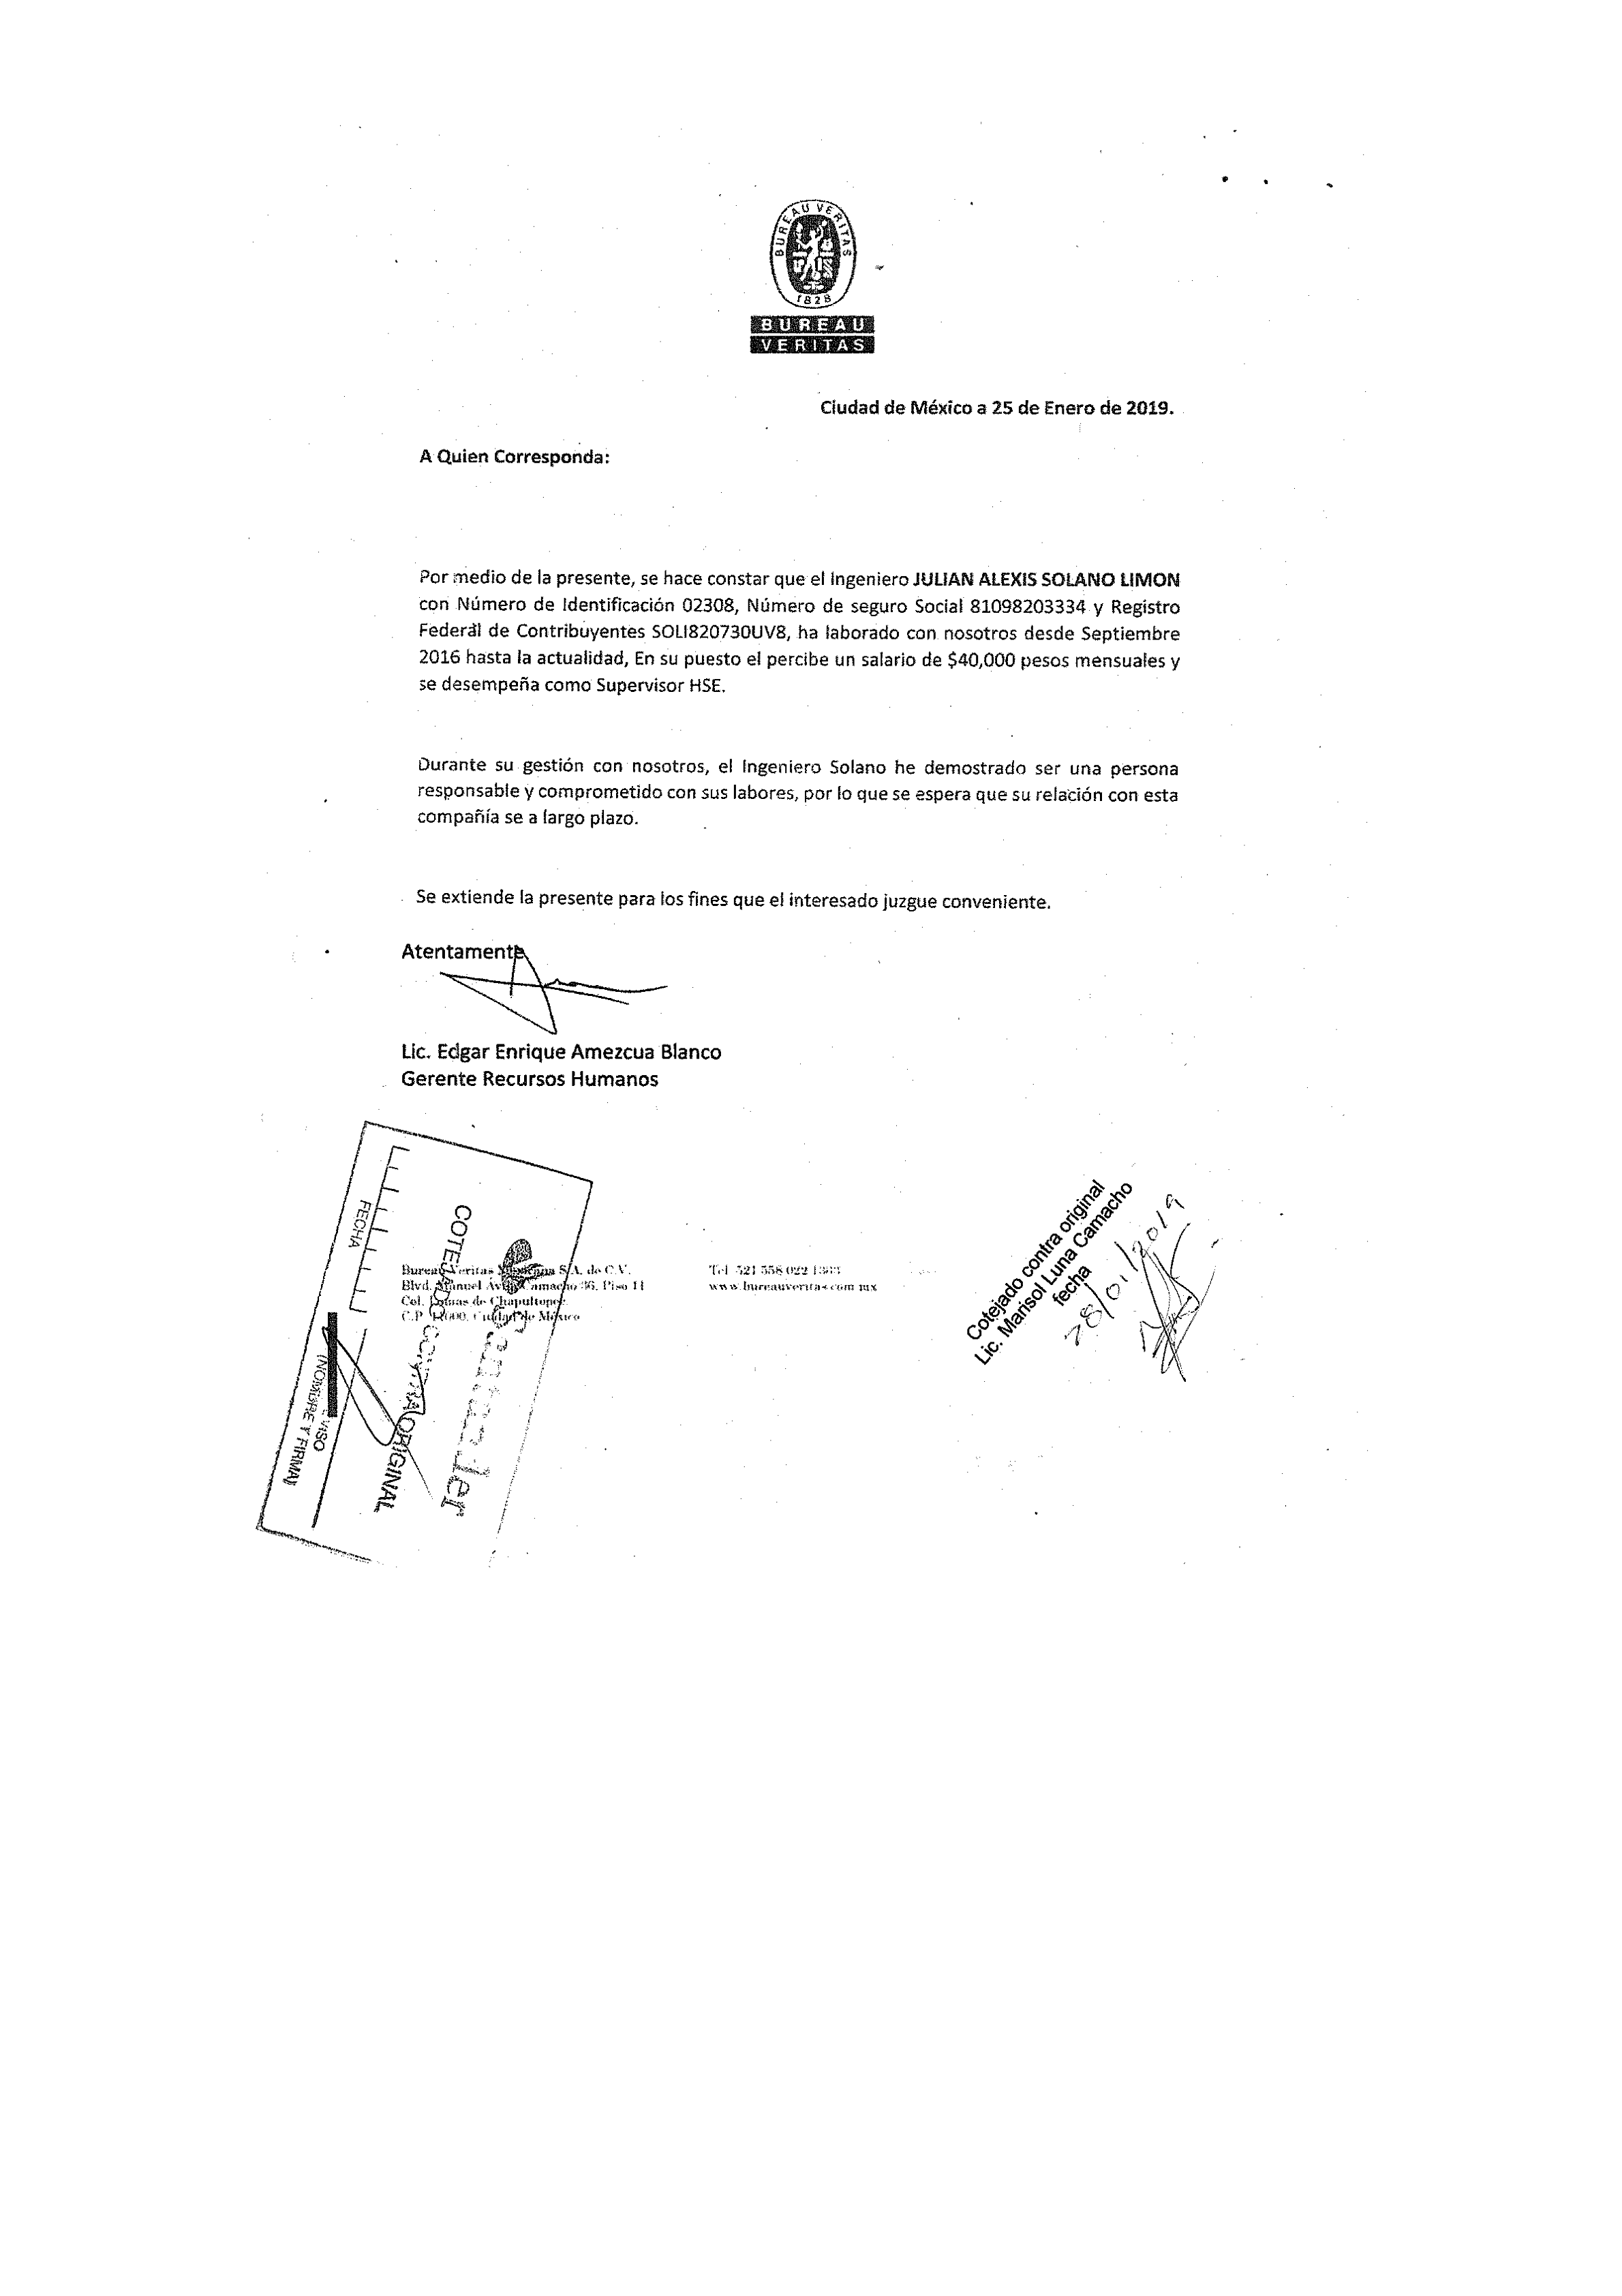 BUREAU VERITAS
1828
BUREAU
VERITAS
Ciudad de México a 25 de Enero de 2019.
A Quien Corresponda:
Por medio de la presente, se hace constar que el Ingeniero JULIAN ALEXIS SOLANO LIMON
con Número de Identificación 02308, Número de seguro Social 81098203334 y Registro
Federal de Contribuyentes SOLI820730UV8, ha laborado con nosotros desde Septiembre
2016 hasta la actualidad, En su puesto el percibe un salario de $40,000 pesos mensuales y
se desempeña como Supervisor HSE.
Durante su gestión con nosotros, el Ingeniero Solano he demostrado ser una persona
responsable y comprometido con sus labores, por lo que se espera que su relación con esta
compañía se a largo plazo.
Se extiende la presente para los fines que el interesado juzgue conveniente.
Atentamente
Lic. Edgar Enrique Amezcua Blanco
Gerente Recursos Humanos
Bureau Veritas Mexicana S.A. de C.V.
Blvd. Manuel Ávila Camacho 36, Piso 11
Col. Lomas de Chapultepec
C.P. 11000, Ciudad de México
Tel
www.bureauveritas.com.mx
FECHA
COTEJADO CONTRA ORIGINAL
Santander
(NOMBRE Y FIRMA)
Cotejado contra original
Lic. Marisol Luna Camacho
fecha
28/01/2019